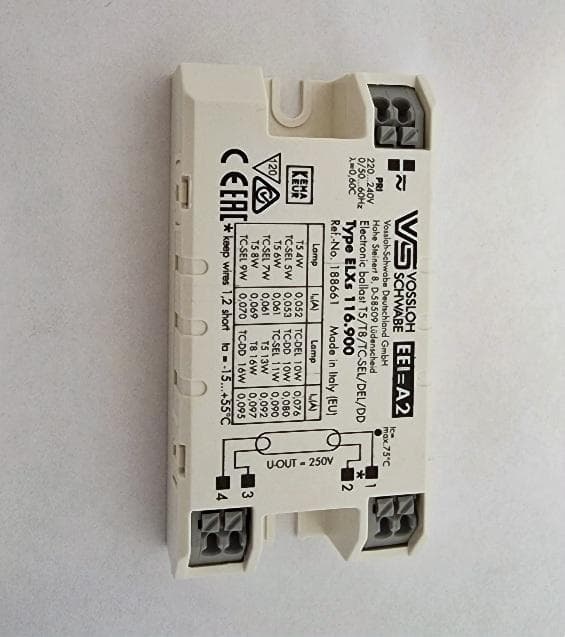 VS VOSSLOH
SCHWABE
EEI=A2
Vossloh-Schwabe Deutschland GmbH
Hohe Steinert 8, D-58509 Lüdenscheid
Electronic ballast T5/T8/TC-SEL/DEL/DD
Type ELXs 116.900
Ref.-No. 188661 Made in Italy (EU)
PRI
220...240V
0/50...60Hz
λ=0,60C
KEMA
KEUR
120
CE EAC
Lamp Iₙ(A) Lamp Iₙ(A)
T5 4W 0,052 TC-DEL 10W 0,076
TC-SEL 5W 0,053 TC-DD 10W 0,080
T5 6W 0,061 TC-SEL 11W 0,090
TC-SEL 7W 0,061 T5 13W 0,092
T5 8W 0,069 T8 16W 0,097
TC-SEL 9W 0,070 TC-DD 16W 0,095
* keep wires 1,2 short ta = -15...+55°C
tc=
max.75°C
U-OUT = 250V
1
* 2
3
4